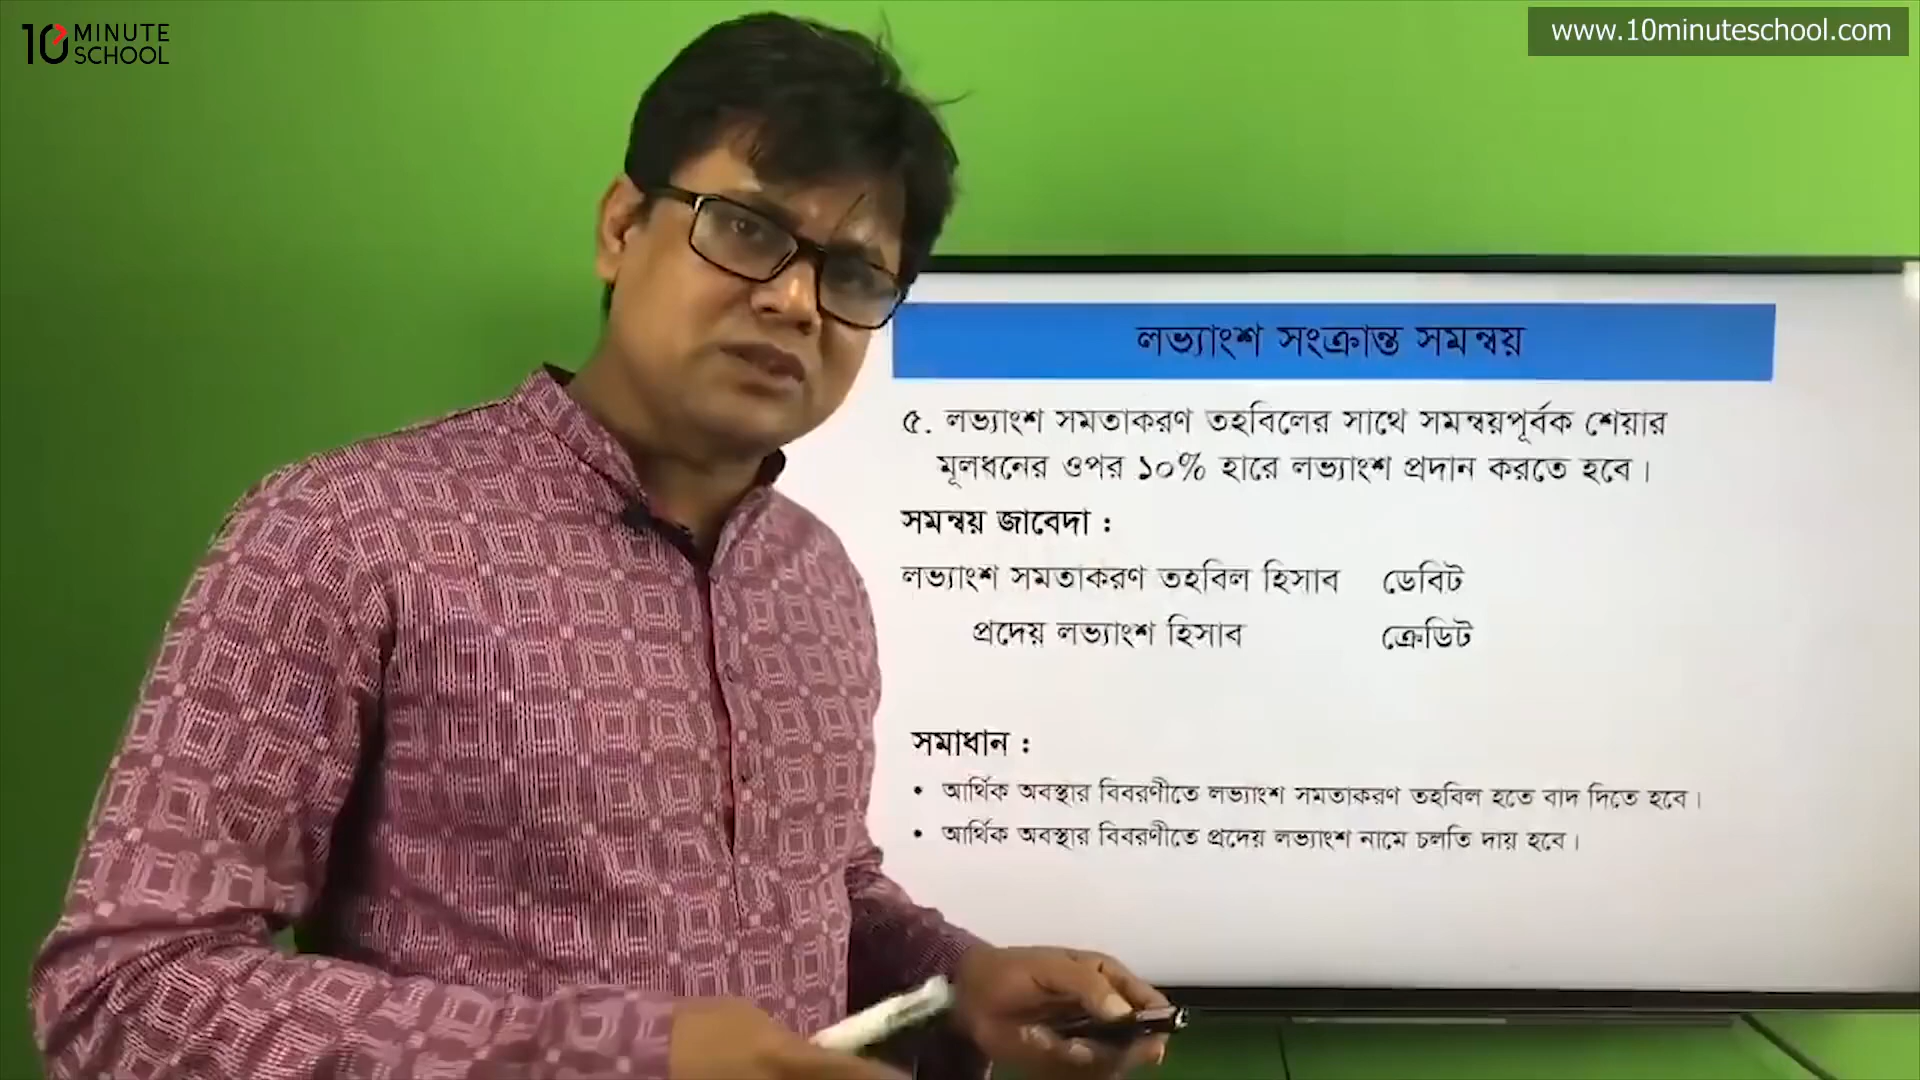 10 MINUTE SCHOOL
www.10minuteschool.com
লভ্যাংশ সংক্রান্ত সমন্বয়
৫. লভ্যাংশ সমতাকরণ তহবিলের সাথে সমন্বয়পূর্বক শেয়ার
মূলধনের ওপর ১০% হারে লভ্যাংশ প্রদান করতে হবে।
সমন্বয় জাবেদা :
লভ্যাংশ সমতাকরণ তহবিল হিসাব ডেবিট
প্রদেয় লভ্যাংশ হিসাব ক্রেডিট
সমাধান :
• আর্থিক অবস্থার বিবরণীতে লভ্যাংশ সমতাকরণ তহবিল হতে বাদ দিতে হবে।
• আর্থিক অবস্থার বিবরণীতে প্রদেয় লভ্যাংশ নামে চলতি দায় হবে।